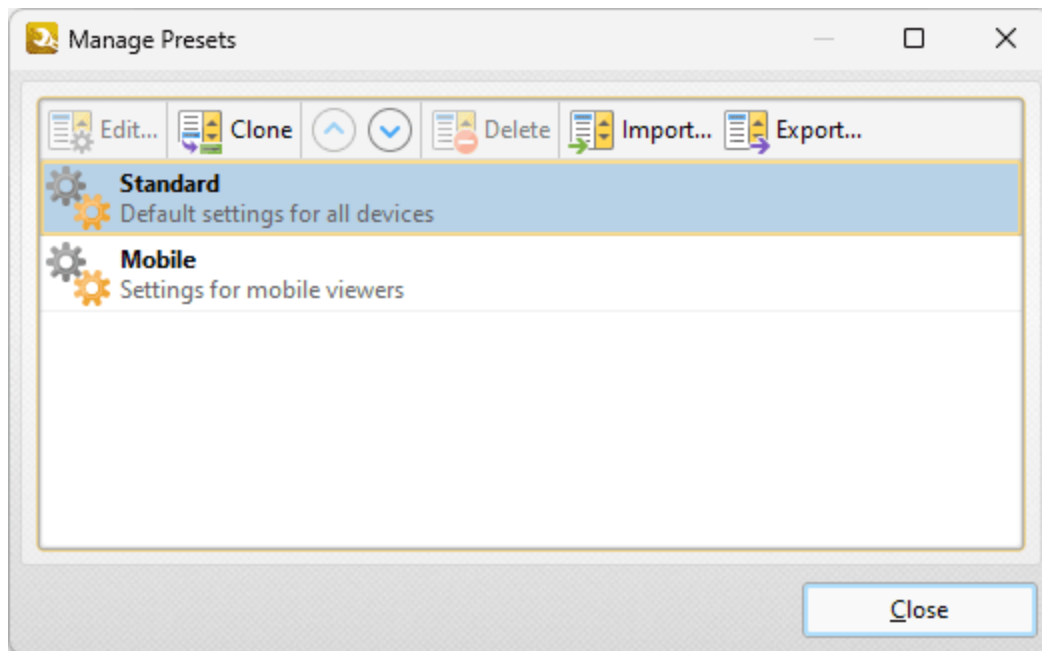 Manage Presets
Edit... Clone Delete Import... Export...
Standard
Default settings for all devices
Mobile
Settings for mobile viewers
Close